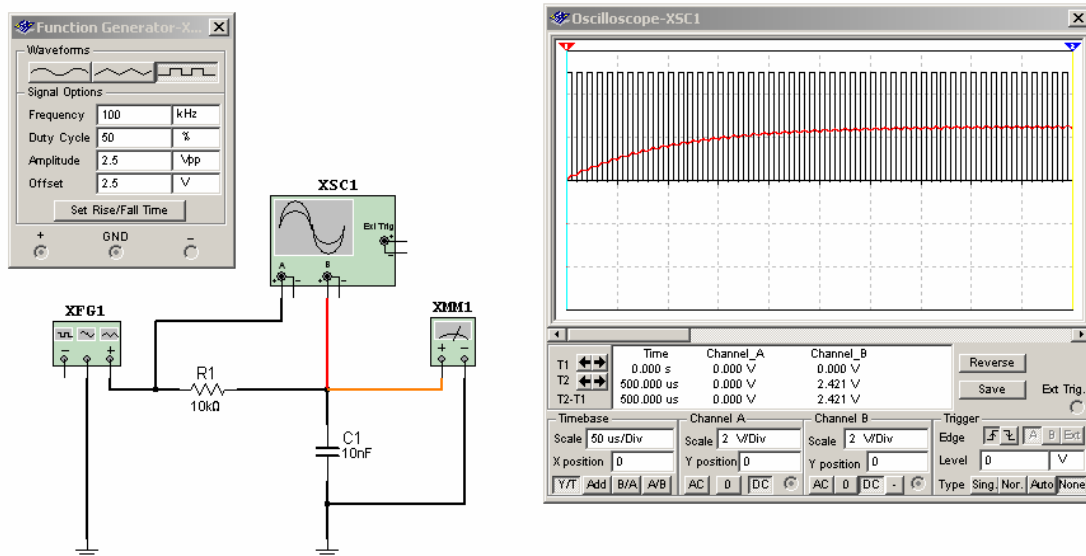 Function Generator-X...
Waveforms
Signal Options
Frequency 100 kHz
Duty Cycle 50 %
Amplitude 2.5 Vpp
Offset 2.5 V
Set Rise/Fall Time
+ GND -
XSC1
Ext Trig
A B
XFG1
XMM1
R1
10kΩ
C1
10nF
Oscilloscope-XSC1
1 2
Time Channel_A Channel_B
T1 0.000 s 0.000 V 0.000 V
T2 500.000 us 0.000 V 2.421 V
T2-T1 500.000 us 0.000 V 2.421 V
Reverse
Save
Ext Trig.
Timebase
Scale 50 us/Div
X position 0
Y/T Add B/A A/B
Channel A
Scale 2 V/Div
Y position 0
AC 0 DC
Channel B
Scale 2 V/Div
Y position 0
AC 0 DC -
Trigger
Edge A B Ext
Level 0 V
Type Sing. Nor. Auto None